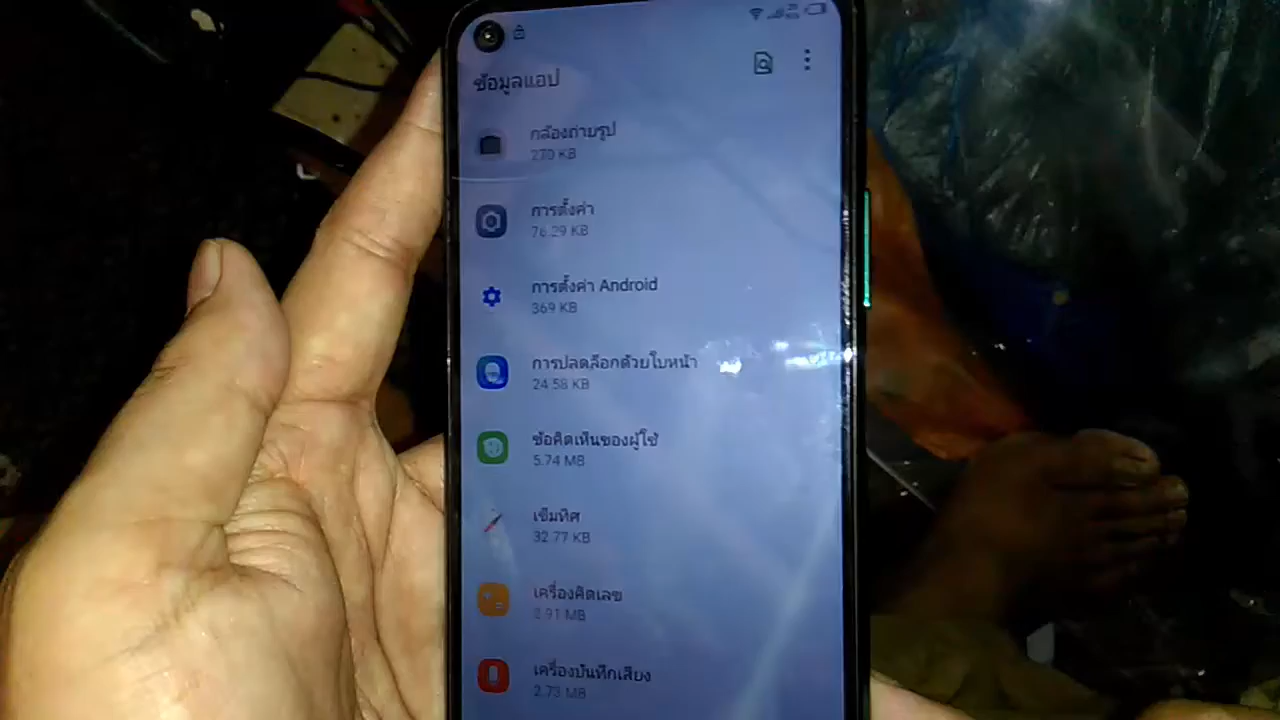 ข้อมูลแอป
กล้องถ่ายรูป
270 KB
การตั้งค่า
76.29 KB
การตั้งค่า Android
369 KB
การปลดล็อกด้วยใบหน้า
24.58 KB
ข้อคิดเห็นของผู้ใช้
5.74 MB
เข็มทิศ
32.77 KB
เครื่องคิดเลข
2.91 MB
เครื่องบันทึกเสียง
2.73 MB